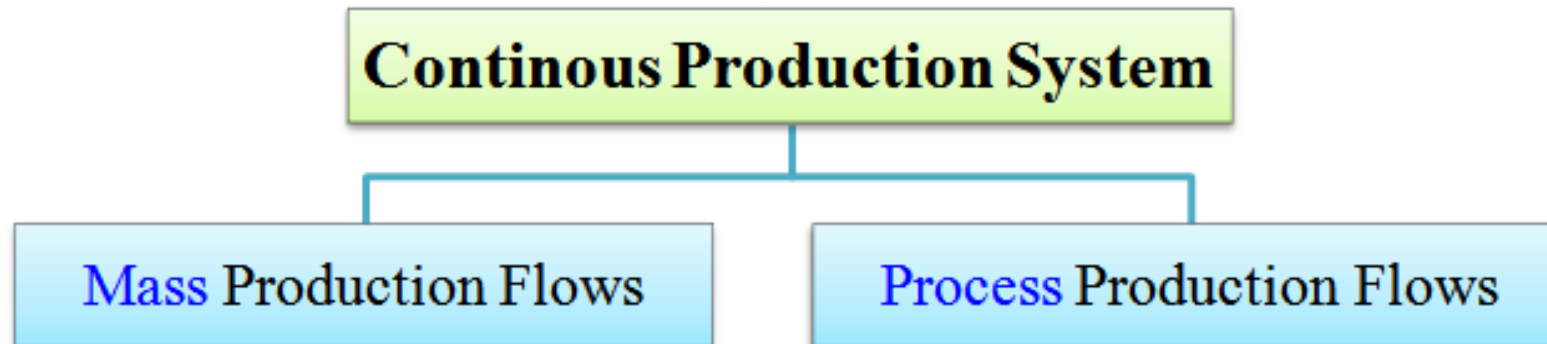 Continous Production System
Mass Production Flows
Process Production Flows